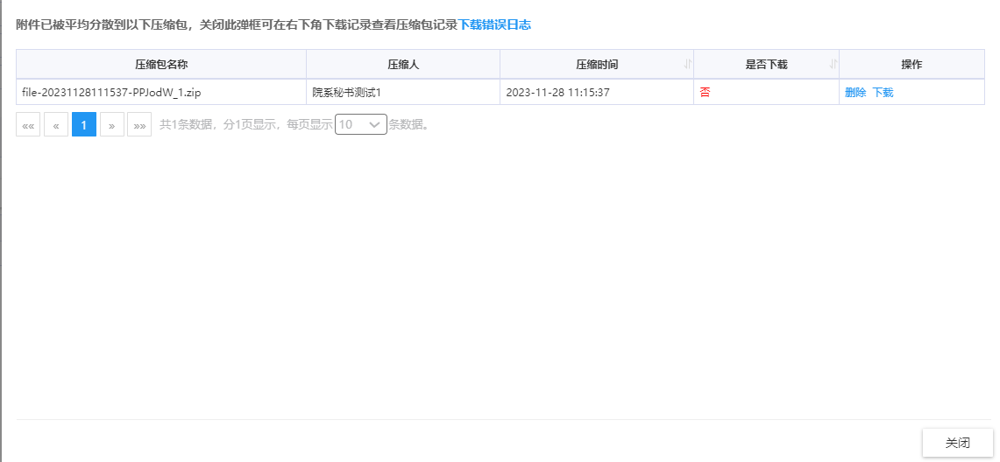 附件已被平均分散到以下压缩包，关闭此弹框可在右下角下载记录查看压缩包记录下载错误日志
压缩包名称 压缩人 压缩时间 是否下载 操作
file-20231128111537-PPJodW_1.zip 院系秘书测试1 2023-11-28 11:15:37 否 删除 下载
«« « 1 » »» 共1条数据，分1页显示，每页显示 10 条数据。
关闭